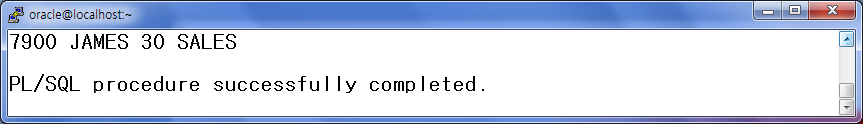 oracle@localhost:~
7900 JAMES 30 SALES
PL/SQL procedure successfully completed.